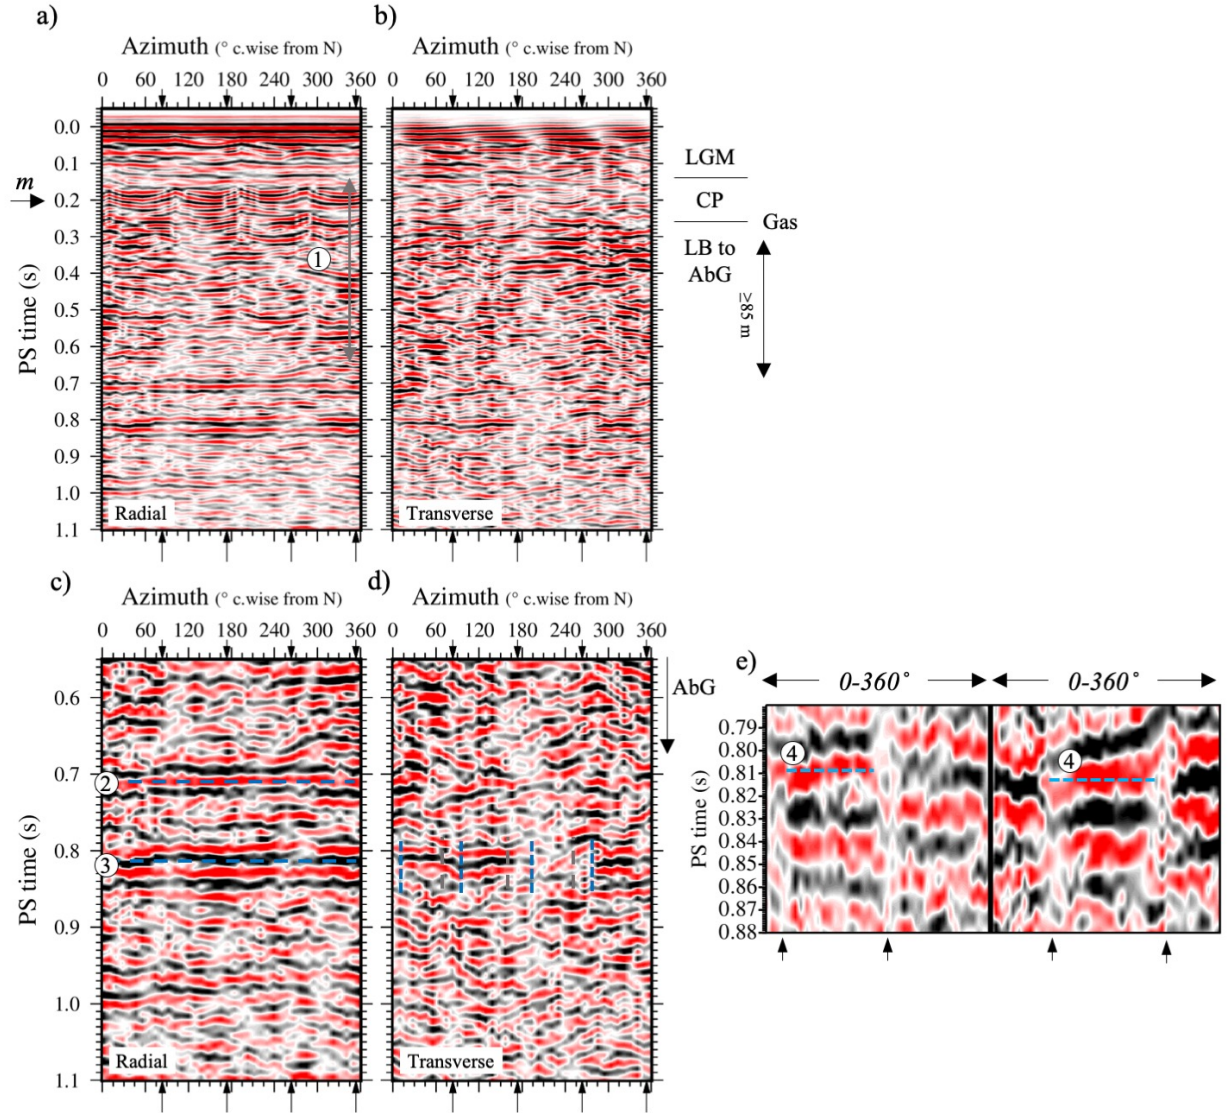 a)
b)
Azimuth (° c.wise from N)
Azimuth (° c.wise from N)
0 60 120 180 240 300 360
0 60 120 180 240 300 360
m
PS time (s)
0.0
0.1
0.2
0.3
0.4
0.5
0.6
0.7
0.8
0.9
1.0
1.1
1
Radial
Transverse
LGM
CP
Gas
LB to
AbG
≥85 m
c)
d)
Azimuth (° c.wise from N)
Azimuth (° c.wise from N)
0 60 120 180 240 300 360
0 60 120 180 240 300 360
PS time (s)
0.6
0.7
0.8
0.9
1.0
1.1
2
3
Radial
Transverse
AbG
e)
0-360°
0-360°
PS time (s)
0.79
0.80
0.81
0.82
0.83
0.84
0.85
0.86
0.87
0.88
4
4